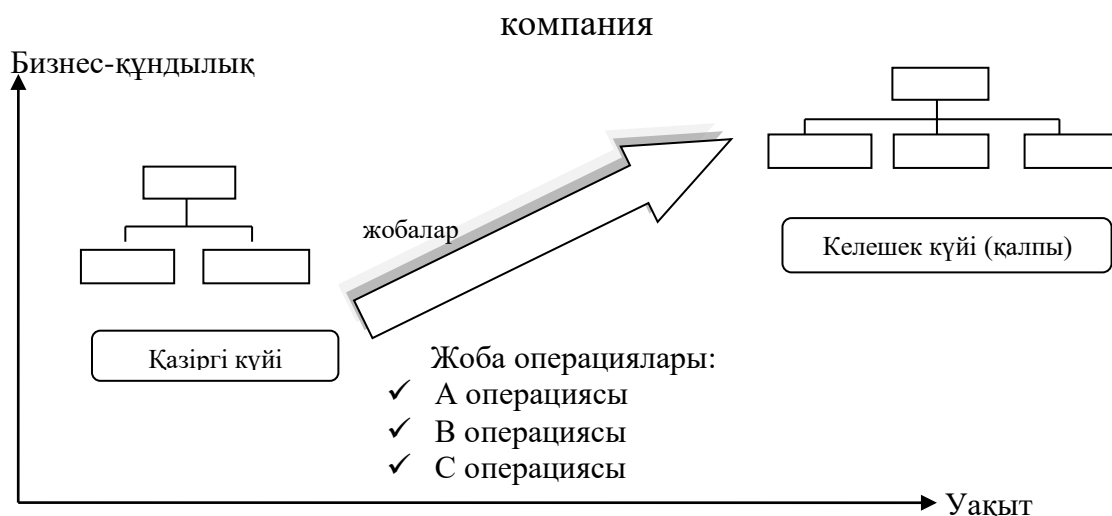 компания
Бизнес-құндылық
жобалар
Келешек күйі (қалпы)
Қазіргі күйі
Жоба операциялары:
✓ А операциясы
✓ В операциясы
✓ С операциясы
Уақыт